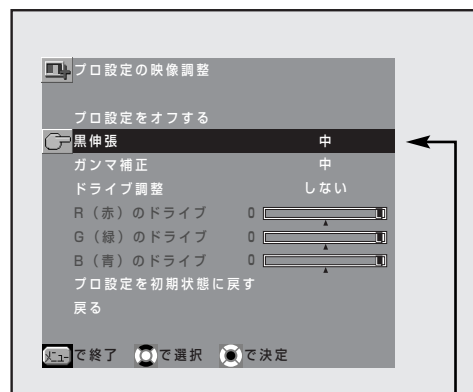 プロ設定の映像調整
プロ設定をオフする
黒伸張 中
ガンマ補正 中
ドライブ調整 しない
R（赤）のドライブ 0
G（緑）のドライブ 0
B（青）のドライブ 0
プロ設定を初期状態に戻す
戻る
メニューで終了 で選択 で決定